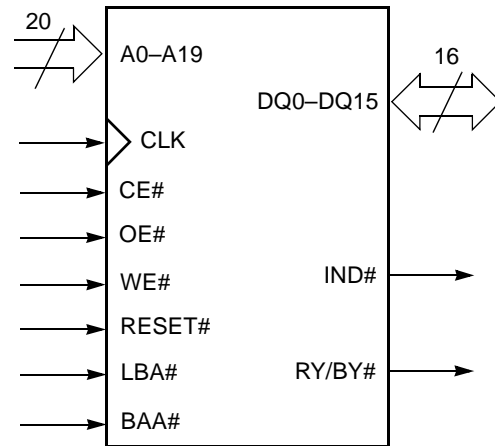 20
A0–A19
16
DQ0–DQ15
CLK
CE#
OE#
WE#
IND#
RESET#
LBA#
RY/BY#
BAA#